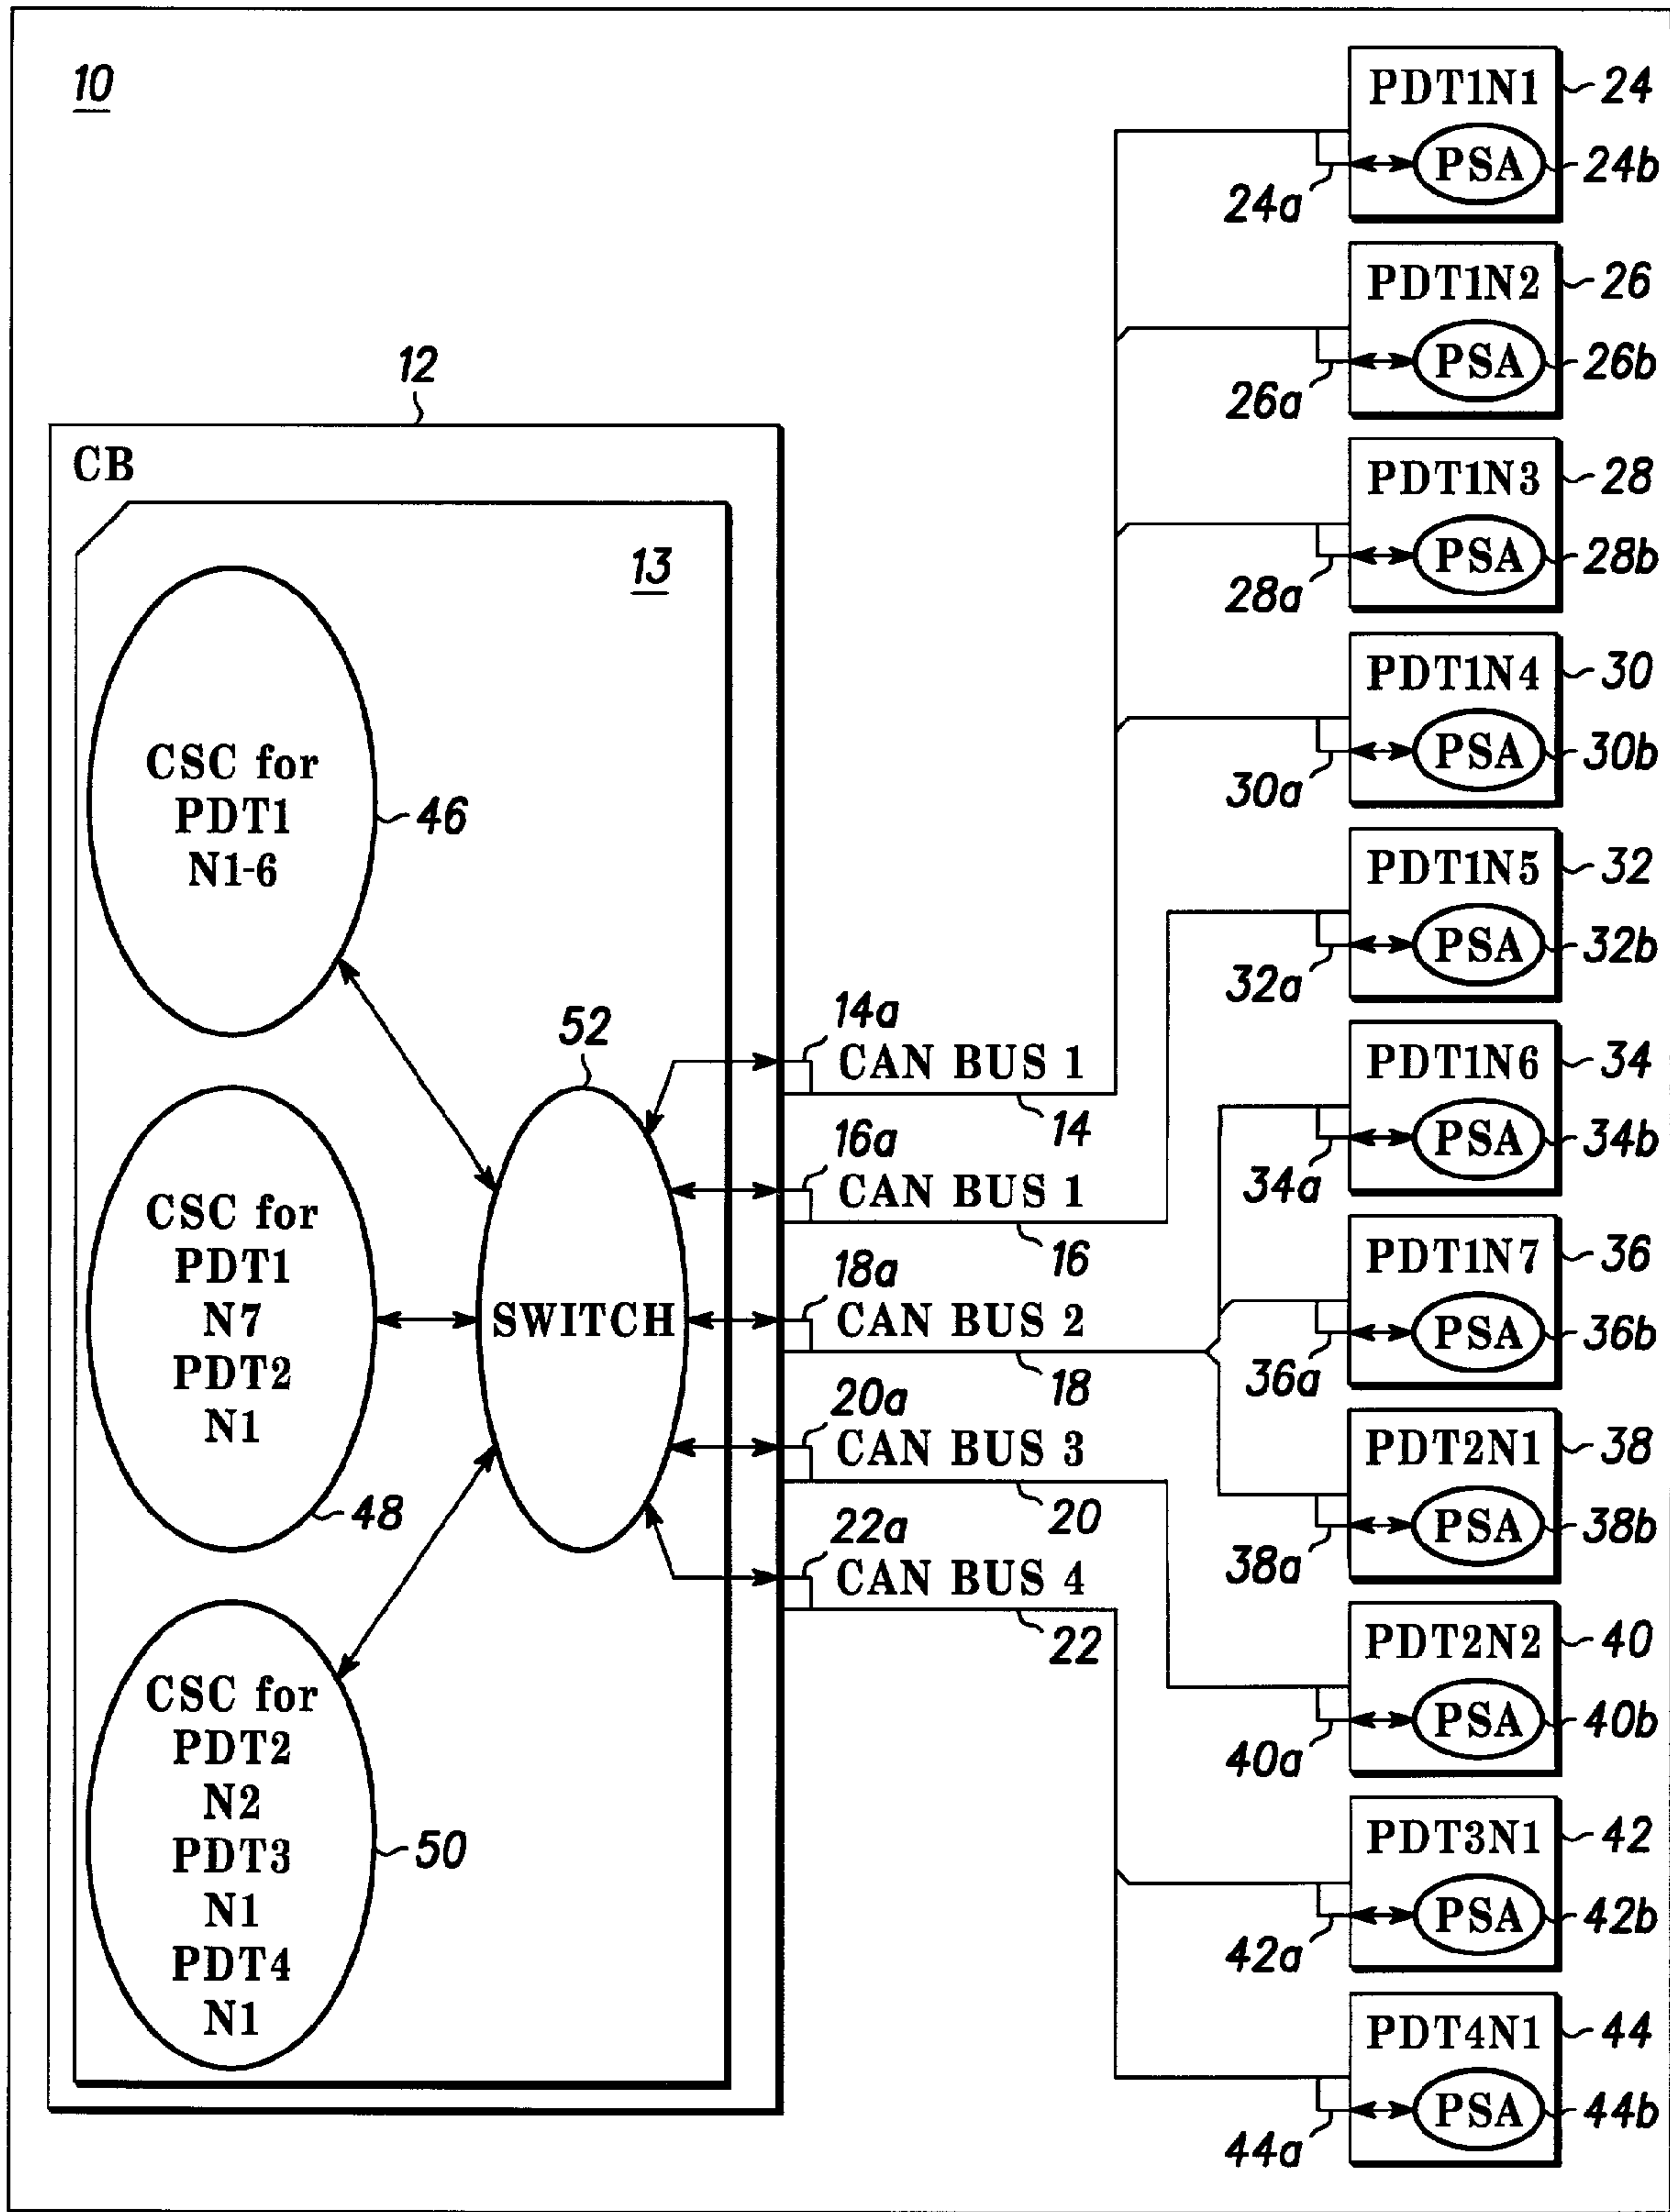 10
12
CB
13
CSC for
PDT1
N1-6
46
CSC for
PDT1
N7
PDT2
N1
48
CSC for
PDT2
N2
PDT3
N1
PDT4
N1
50
52
SWITCH
14a
CAN BUS 1
14
16a
CAN BUS 1
16
18a
CAN BUS 2
18
20a
CAN BUS 3
20
22a
CAN BUS 4
22
PDT1N1
24
PSA
24a
24b
PDT1N2
26
PSA
26a
26b
PDT1N3
28
PSA
28a
28b
PDT1N4
30
PSA
30a
30b
PDT1N5
32
PSA
32a
32b
PDT1N6
34
PSA
34a
34b
PDT1N7
36
PSA
36a
36b
PDT2N1
38
PSA
38a
38b
PDT2N2
40
PSA
40a
40b
PDT3N1
42
PSA
42a
42b
PDT4N1
44
PSA
44a
44b